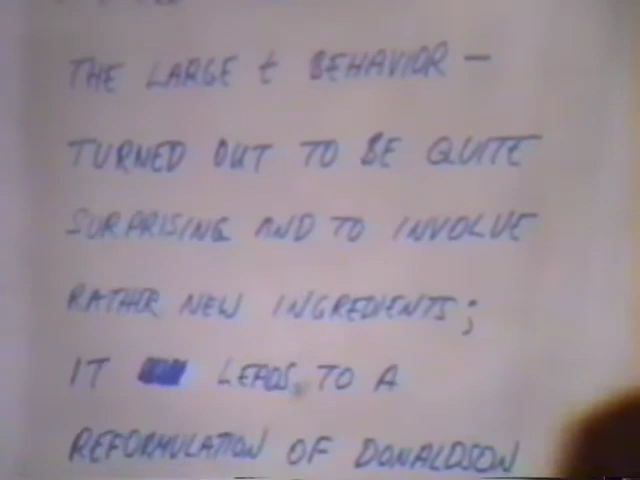 THE LARGE t BEHAVIOR —
TURNED OUT TO BE QUITE
SURPRISING AND TO INVOLVE
RATHER NEW INGREDIENTS;
IT LEADS TO A
REFORMULATION OF DONALDSON